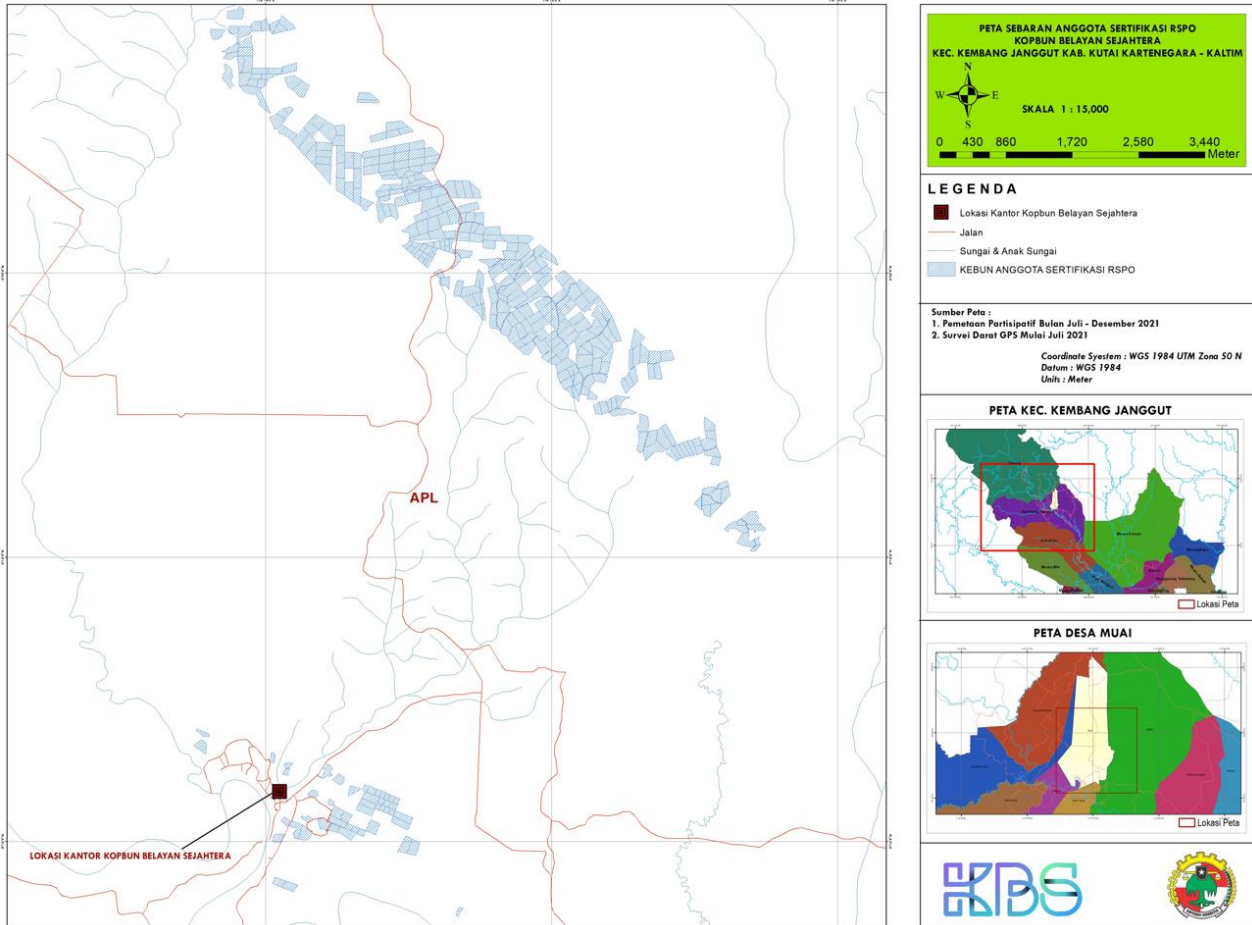 PETA SEBARAN ANGGOTA SERTIFIKASI RSPO
KOPBUN BELAYAN SEJAHTERA
KEC. KEMBANG JANGGUT KAB. KUTAI KARTENEGARA - KALTIM
N
W E
S
SKALA 1 : 15,000
0 430 860 1,720 2,580 3,440
Meter
LEGENDA
Lokasi Kantor Kopbun Belayan Sejahtera
Jalan
Sungai & Anak Sungai
KEBUN ANGGOTA SERTIFIKASI RSPO
Sumber Peta :
1. Pemetaan Partisipatif Bulan Juli - Desember 2021
2. Survei Darat GPS Mulai Juli 2021
Coordinate Syestem : WGS 1984 UTM Zona 50 N
Datum : WGS 1984
Units : Meter
PETA KEC. KEMBANG JANGGUT
Lokasi Peta
PETA DESA MUAI
Lokasi Peta
KBS
APL
LOKASI KANTOR KOPBUN BELAYAN SEJAHTERA